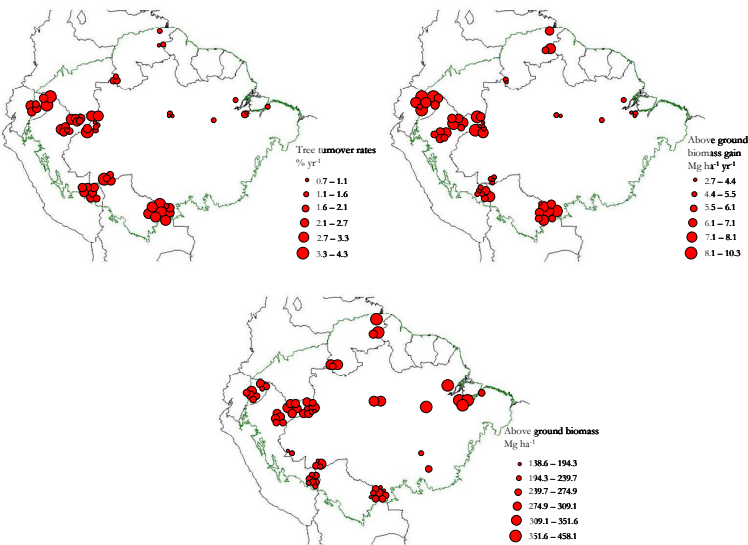 Tree turnover rates
% yr⁻¹
0.7 – 1.1
1.1 – 1.6
1.6 – 2.1
2.1 – 2.7
2.7 – 3.3
3.3 – 4.3
Above ground
biomass gain
Mg ha⁻¹ yr⁻¹
2.7 – 4.4
4.4 – 5.5
5.5 – 6.1
6.1 – 7.1
7.1 – 8.1
8.1 – 10.3
Above ground biomass
Mg ha⁻¹
138.6 – 194.3
194.3 – 239.7
239.7 – 274.9
274.9 – 309.1
309.1 – 351.6
351.6 – 458.1